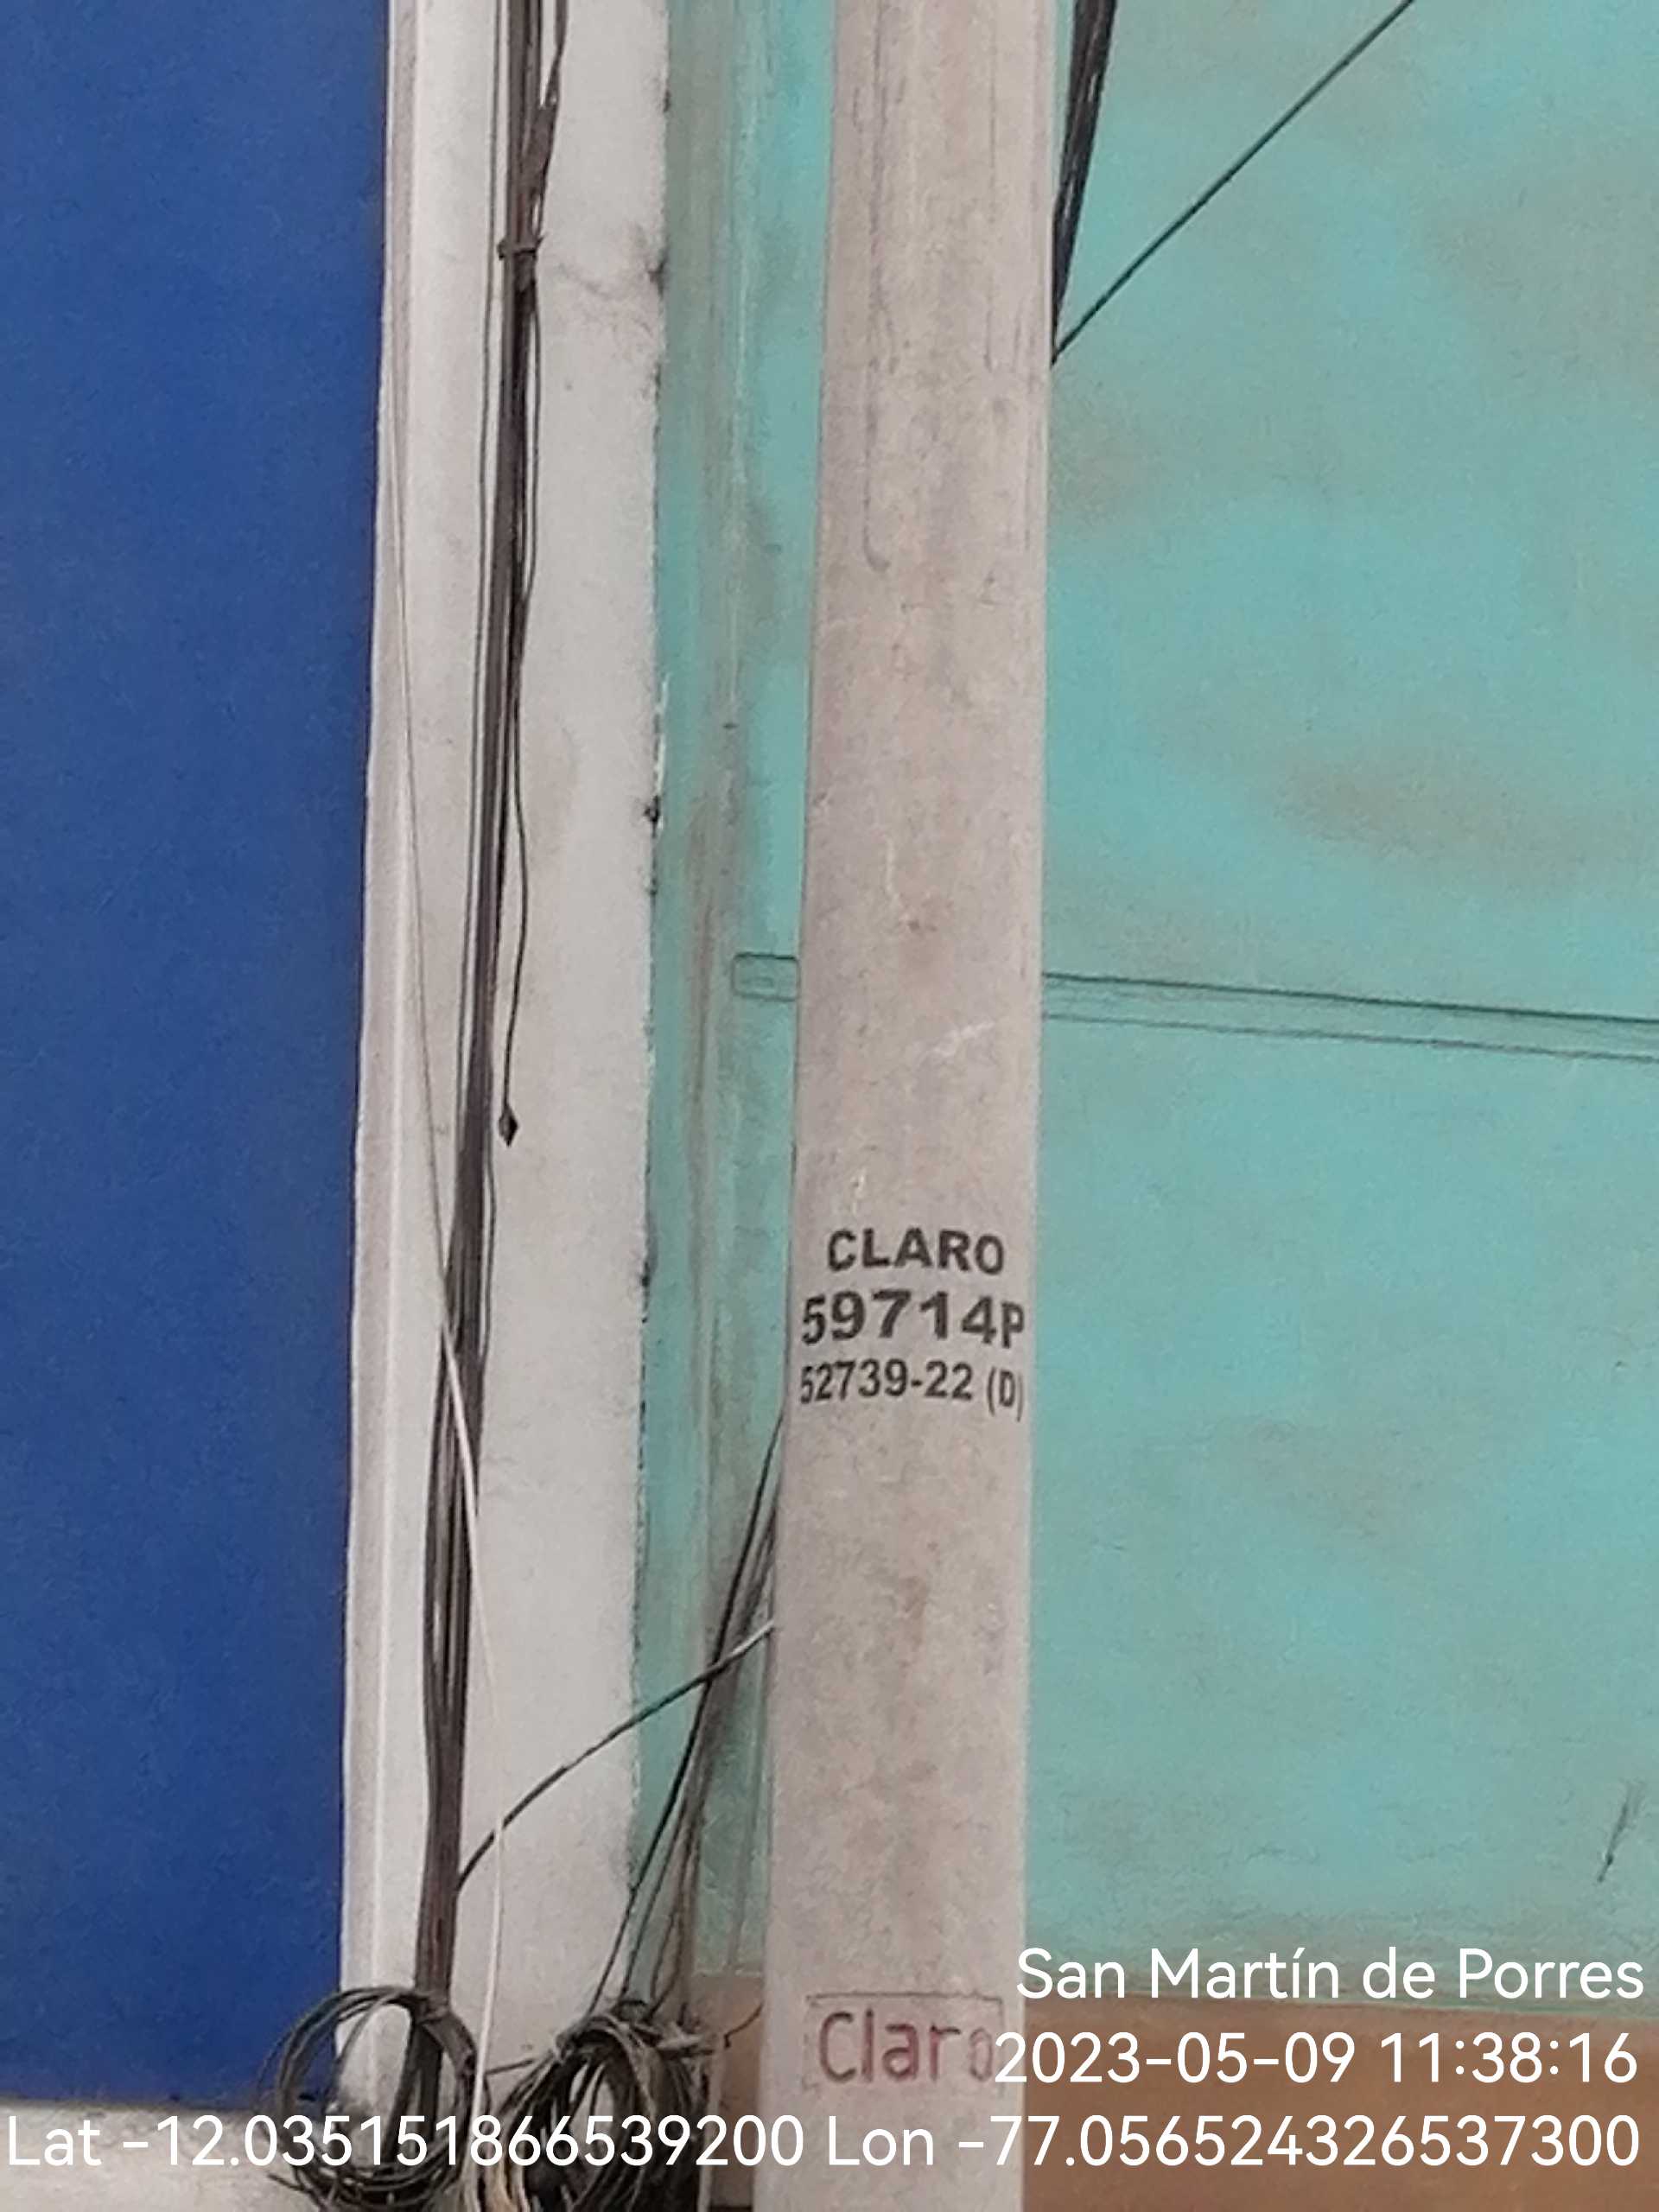 CLARO
59714P
52739-22 (D)
Claro
San Martín de Porres
2023-05-09 11:38:16
Lat -12.035151866539200 Lon -77.056524326537300